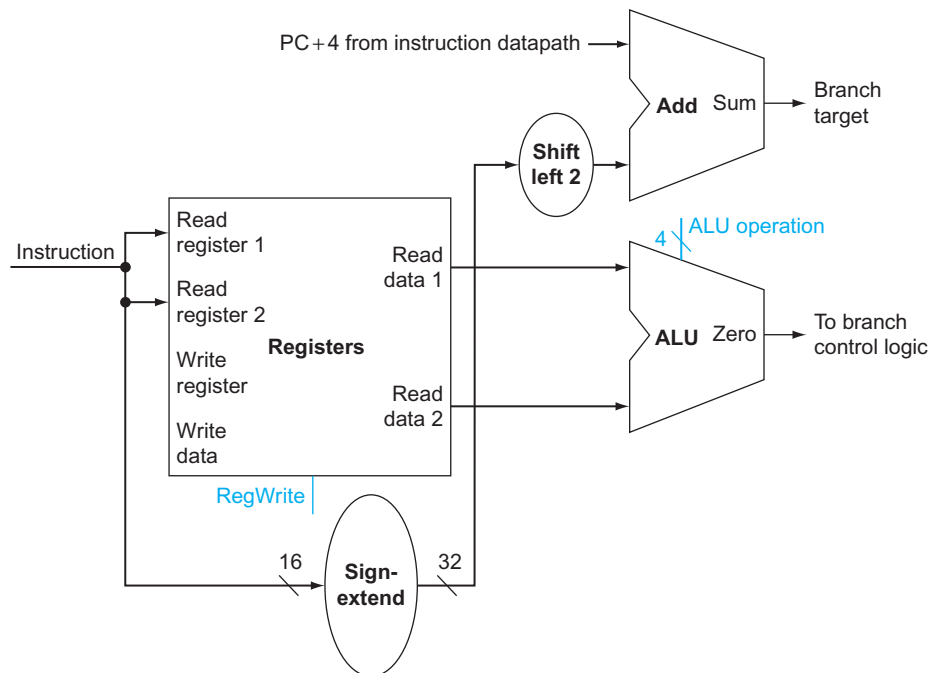 PC+4 from instruction datapath
Add
Sum
Branch
target
Shift
left 2
Instruction
Read
register 1
Read
register 2
Write
register
Write
data
Registers
Read
data 1
Read
data 2
RegWrite
4
ALU operation
ALU
Zero
To branch
control logic
16
Sign-
extend
32